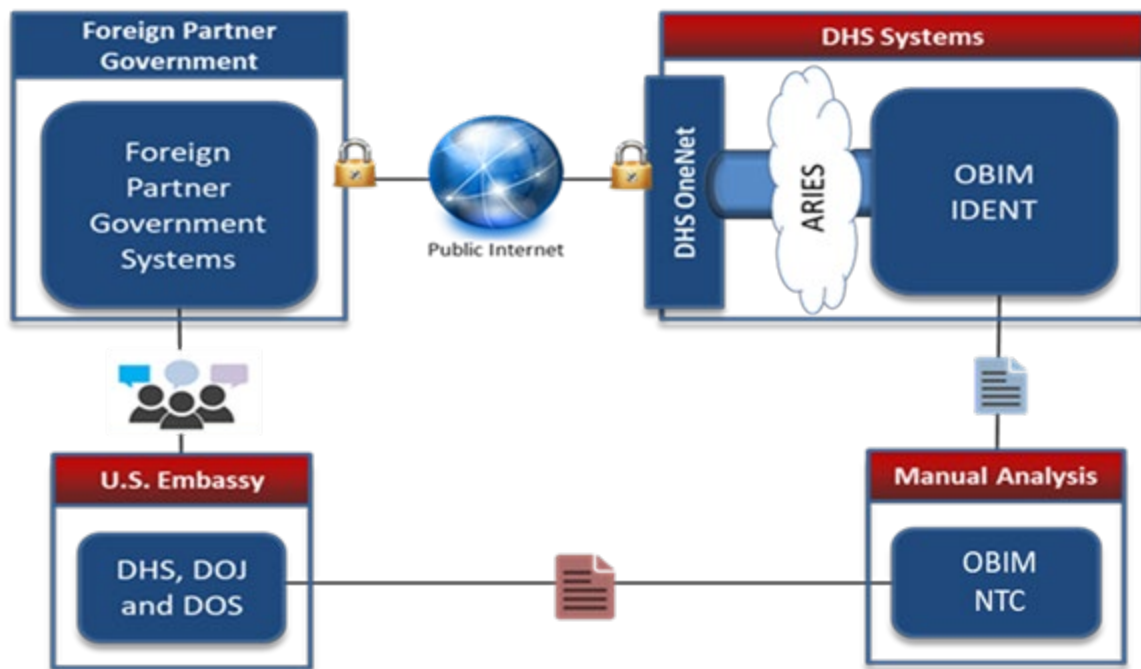 Foreign Partner
Government
Foreign
Partner
Government
Systems
Public Internet
DHS Systems
DHS OneNet
ARIES
OBIM
IDENT
U.S. Embassy
DHS, DOJ
and DOS
Manual Analysis
OBIM
NTC